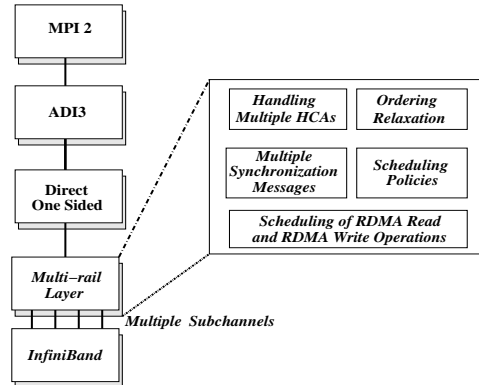 MPI 2
ADI3
Direct
One Sided
Multi−rail
Layer
Multiple Subchannels
InfiniBand
Handling
Multiple HCAs
Ordering
Relaxation
Multiple
Synchronization
Messages
Scheduling
Policies
Scheduling of RDMA Read
and RDMA Write Operations